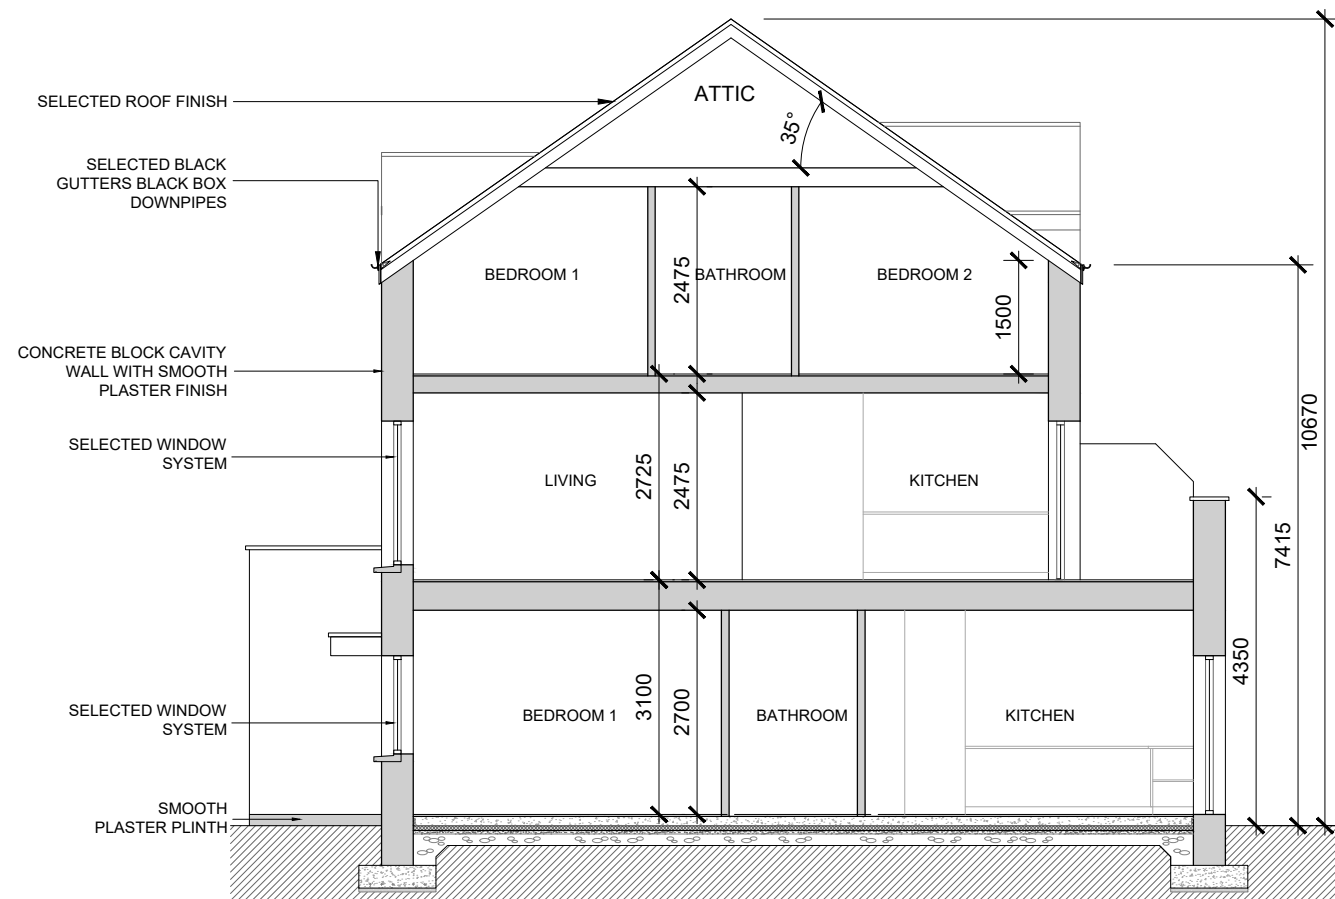 SELECTED ROOF FINISH
SELECTED BLACK
GUTTERS BLACK BOX
DOWNPIPES
CONCRETE BLOCK CAVITY
WALL WITH SMOOTH
PLASTER FINISH
SELECTED WINDOW
SYSTEM
SELECTED WINDOW
SYSTEM
SMOOTH
PLASTER PLINTH
ATTIC
35°
BEDROOM 1
2475
BATHROOM
BEDROOM 2
1500
LIVING
2725
2475
KITCHEN
BEDROOM 1
3100
2700
BATHROOM
KITCHEN
4350
7415
10670